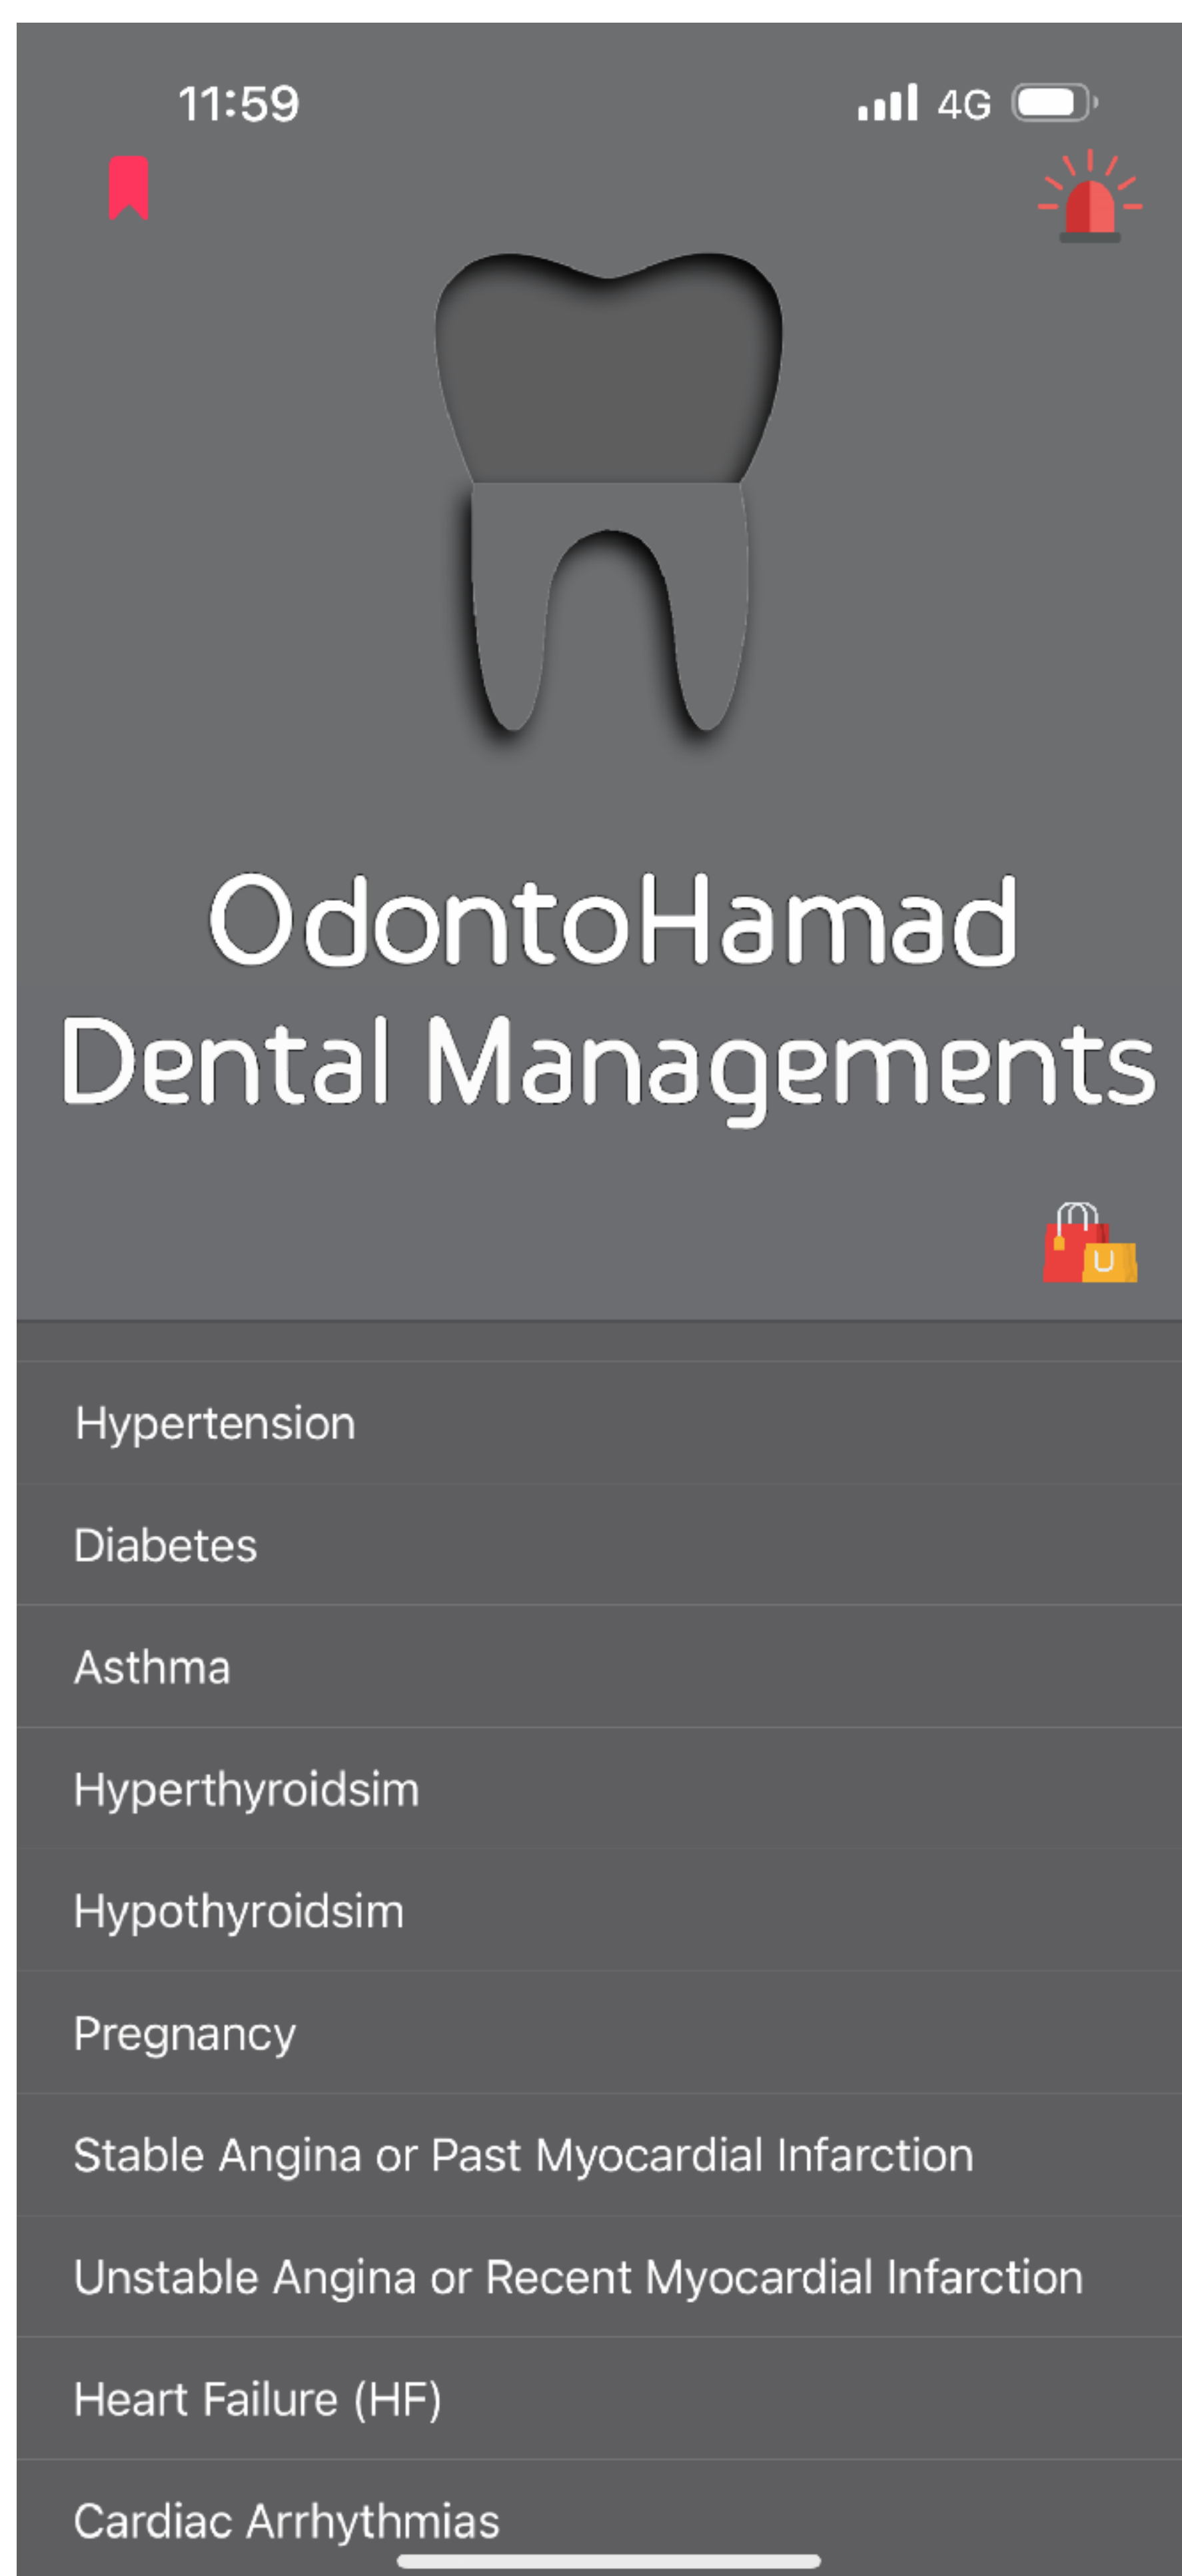 11:59 4G
OdontoHamad
Dental Managements
U
Hypertension
Diabetes
Asthma
Hyperthyroidsim
Hypothyroidsim
Pregnancy
Stable Angina or Past Myocardial Infarction
Unstable Angina or Recent Myocardial Infarction
Heart Failure (HF)
Cardiac Arrhythmias